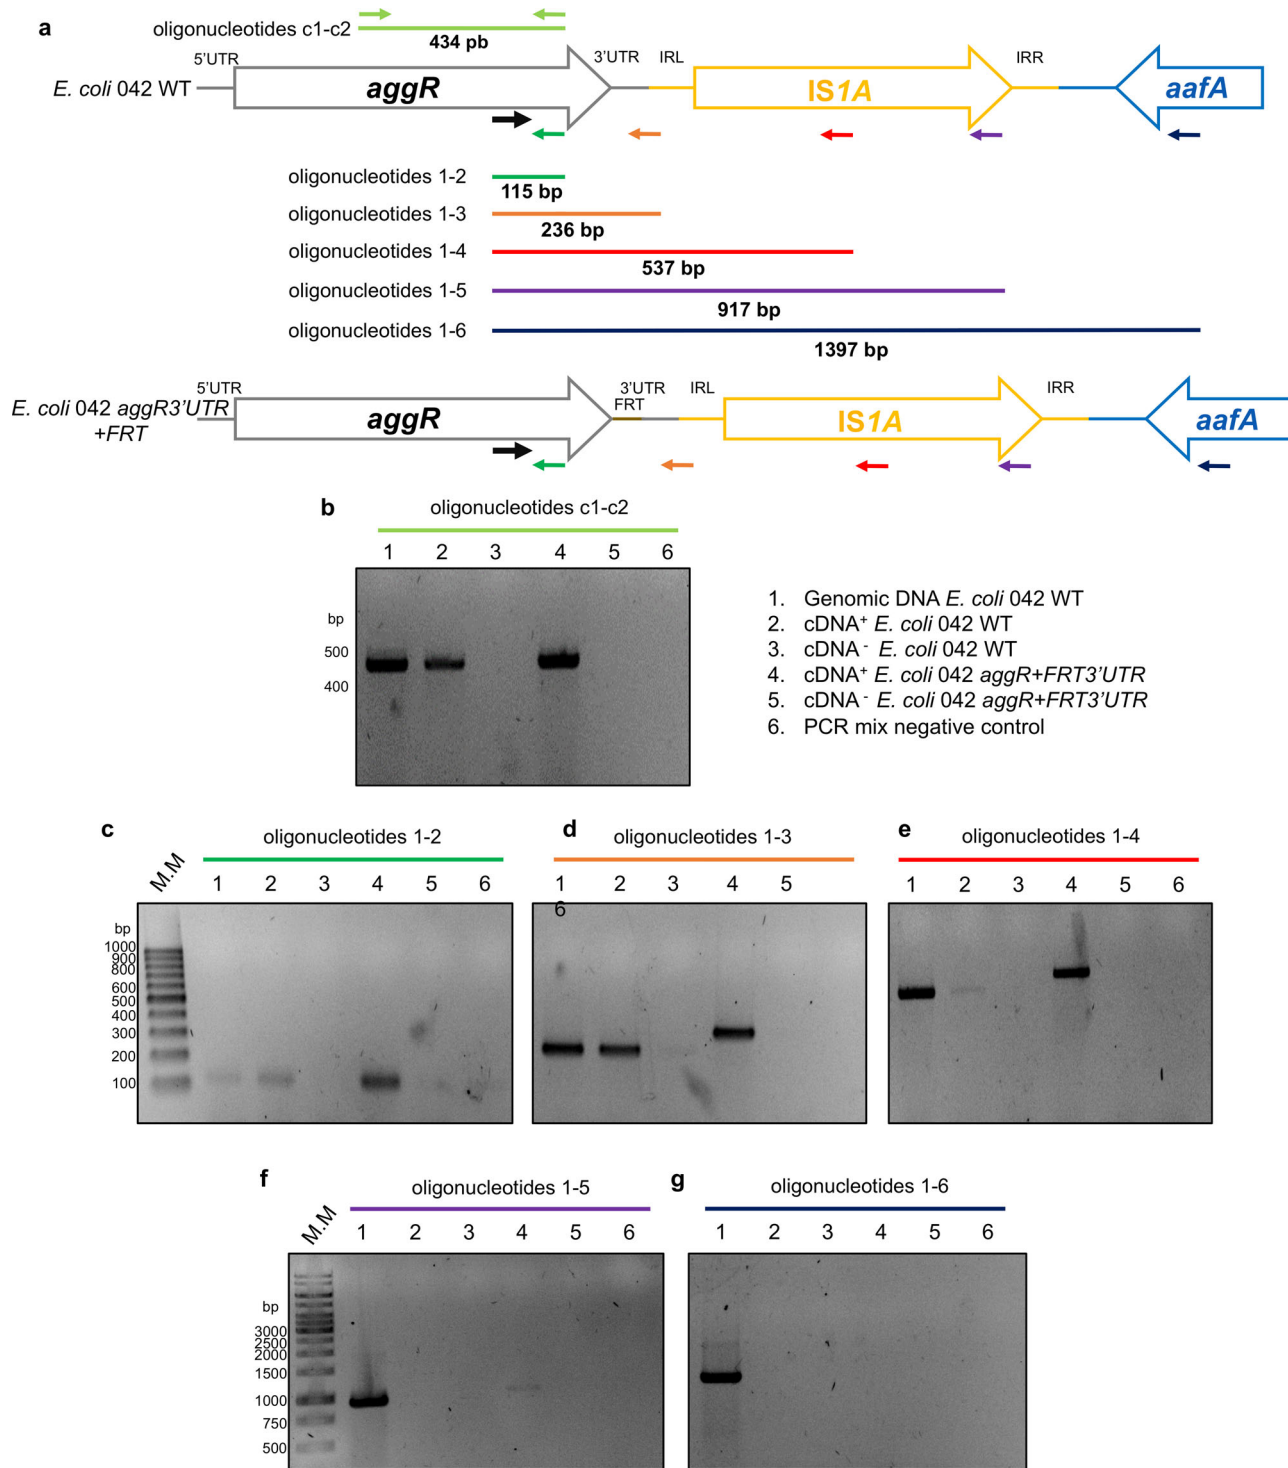 a
oligonucleotides c1-c2
434 pb
5'UTR
3'UTR
IRL
IRR
E. coli 042 WT
aggR
IS1A
aafA
oligonucleotides 1-2
115 bp
oligonucleotides 1-3
236 bp
oligonucleotides 1-4
537 bp
oligonucleotides 1-5
917 bp
oligonucleotides 1-6
1397 bp
5'UTR
3'UTR
FRT
IRL
IRR
E. coli 042 aggR3'UTR
+FRT
aggR
IS1A
aafA
b
oligonucleotides c1-c2
1 2 3 4 5 6
bp
500
400
1. Genomic DNA E. coli 042 WT
2. cDNA+ E. coli 042 WT
3. cDNA- E. coli 042 WT
4. cDNA+ E. coli 042 aggR+FRT3'UTR
5. cDNA- E. coli 042 aggR+FRT3'UTR
6. PCR mix negative control
c
oligonucleotides 1-2
M.M
1 2 3 4 5 6
bp
1000
900
800
600
500
400
300
200
100
d
oligonucleotides 1-3
1 2 3 4 5
6
e
oligonucleotides 1-4
1 2 3 4 5 6
f
oligonucleotides 1-5
M.M
1 2 3 4 5 6
bp
3000
2500
2000
1500
1000
750
500
g
oligonucleotides 1-6
1 2 3 4 5 6